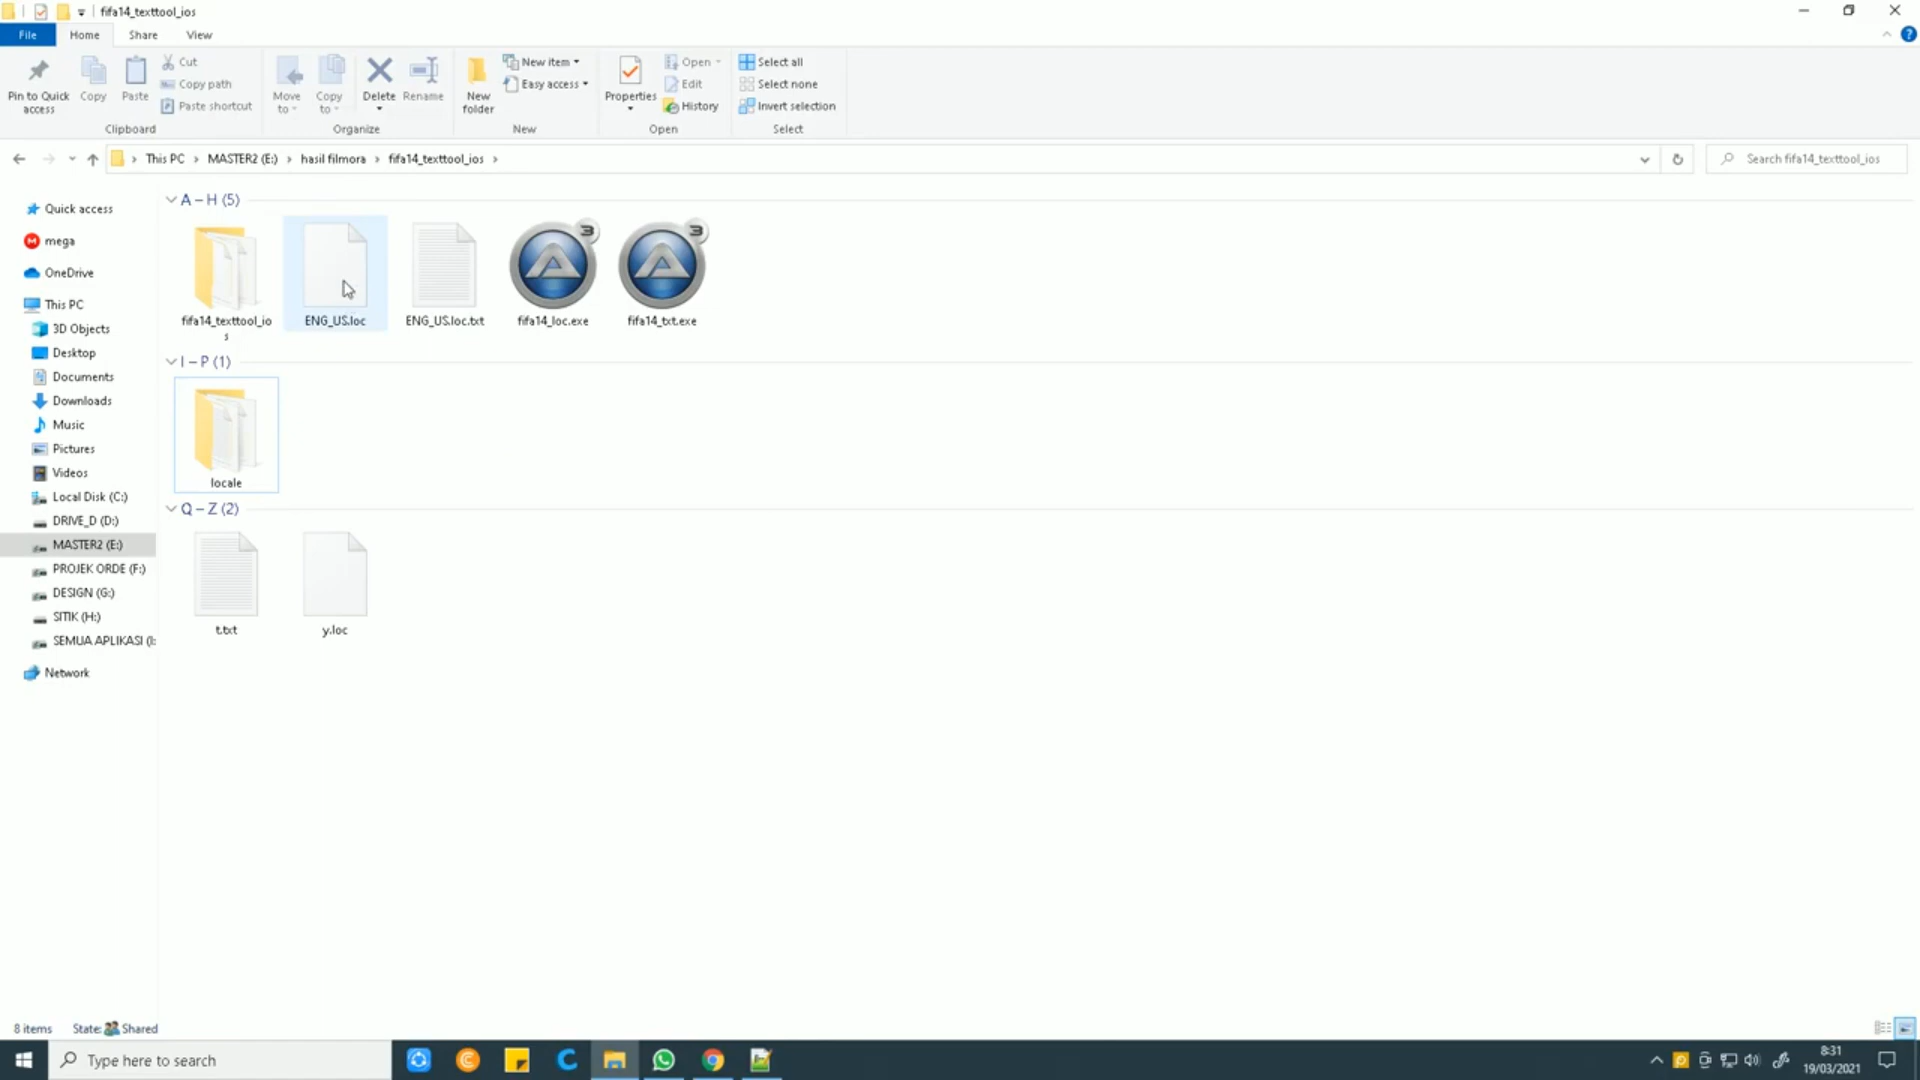 fifa14_texttool_ios
File Home Share View
Pin to Quick access
Copy
Paste
Cut
Copy path
Paste shortcut
Clipboard
Move to
Copy to
Delete
Rename
Organize
New folder
New item
Easy access
New
Properties
Open
Edit
History
Open
Select all
Select none
Invert selection
Select
This PC > MASTER2 (E:) > hasil filmora > fifa14_texttool_ios >
Search fifa14_texttool_ios
Quick access
mega
OneDrive
This PC
3D Objects
Desktop
Documents
Downloads
Music
Pictures
Videos
Local Disk (C:)
DRIVE_D (D:)
MASTER2 (E:)
PROJEK ORDE (F:)
DESIGN (G:)
SITIK (H:)
SEMUA APLIKASI (I:
Network
A – H (5)
fifa14_texttool_io
s
ENG_US.loc
ENG_US.loc.txt
3
fifa14_loc.exe
3
fifa14_txt.exe
I – P (1)
locale
Q – Z (2)
t.txt
y.loc
8 items State: Shared
Type here to search
8:31
19/03/2021